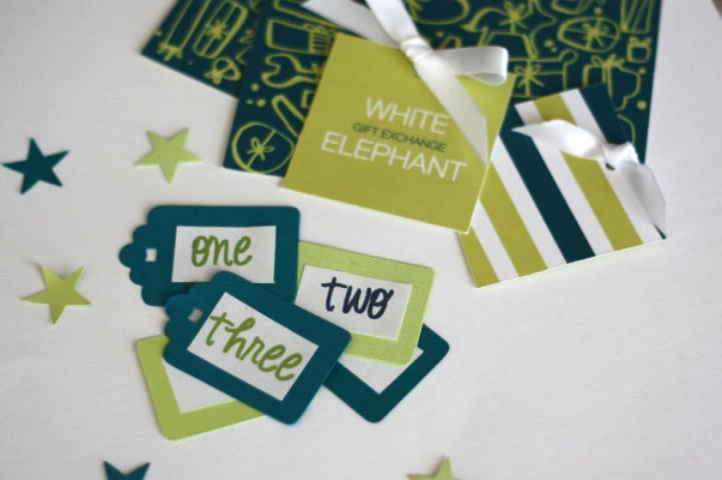 WHITE
GIFT EXCHANGE
ELEPHANT
one
two
three